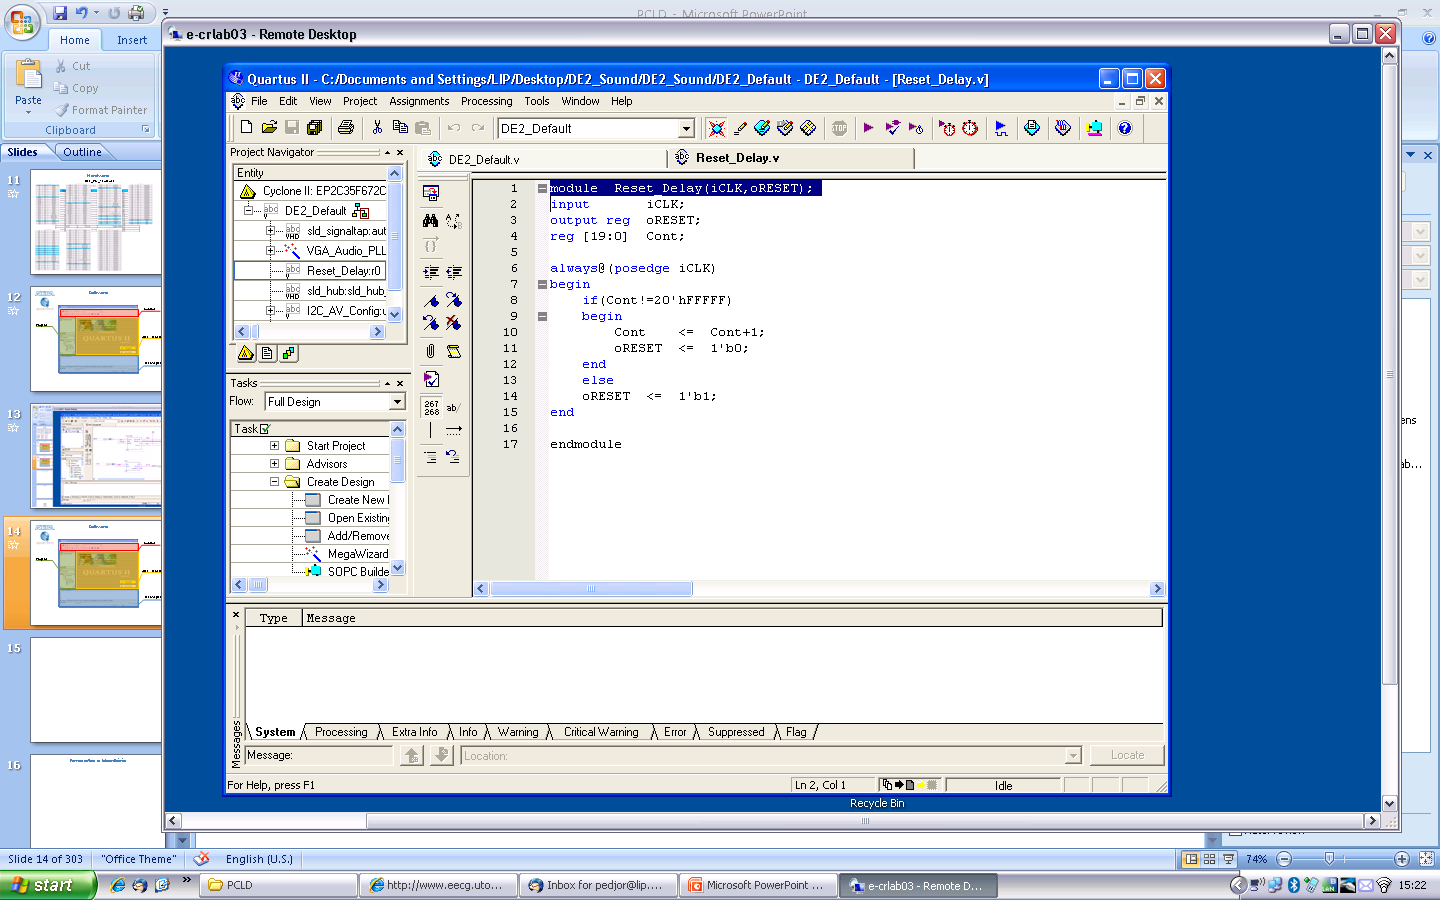 PCLD - Microsoft PowerPoint
Home
Insert
Cut
Copy
Format Painter
Paste
Clipboard
Slides
Outline
11
12
13
14
15
16
e-crlab03 - Remote Desktop
Quartus II - C:/Documents and Settings/LIP/Desktop/DE2_Sound/DE2_Sound/DE2_Default - DE2_Default - [Reset_Delay.v]
File Edit View Project Assignments Processing Tools Window Help
DE2_Default
STOP
Project Navigator
Entity
Cyclone II: EP2C35F672C
DE2_Default
sld_signaltap:aut
VGA_Audio_PLL
Reset_Delay:r0
sld_hub:sld_hub_
I2C_AV_Config:u
Tasks
Flow: Full Design
Task
Start Project
Advisors
Create Design
Create New
Open Existing
Add/Remove
MegaWizard
SOPC Builde
DE2_Default.v
Reset_Delay.v
267
268
ab/
1 module Reset_Delay(iCLK,oRESET);
2 input iCLK;
3 output reg oRESET;
4 reg [19:0] Cont;
5
6 always@(posedge iCLK)
7 begin
8 if(Cont!=20'hFFFFF)
9 begin
10 Cont <= Cont+1;
11 oRESET <= 1'b0;
12 end
13 else
14 oRESET <= 1'b1;
15 end
16
17 endmodule
Type Message
Messages
System Processing Extra Info Info Warning Critical Warning Error Suppressed Flag
Message: Location: Locate
For Help, press F1
Ln 2, Col 1
Idle
Recycle Bin
ens
ab...
Slide 14 of 303
"Office Theme"
English (U.S.)
74%
start
PCLD
http://www.eecg.uto...
Inbox for pedjor@lip....
Microsoft PowerPoint ...
e-crlab03 - Remote D...
15:22